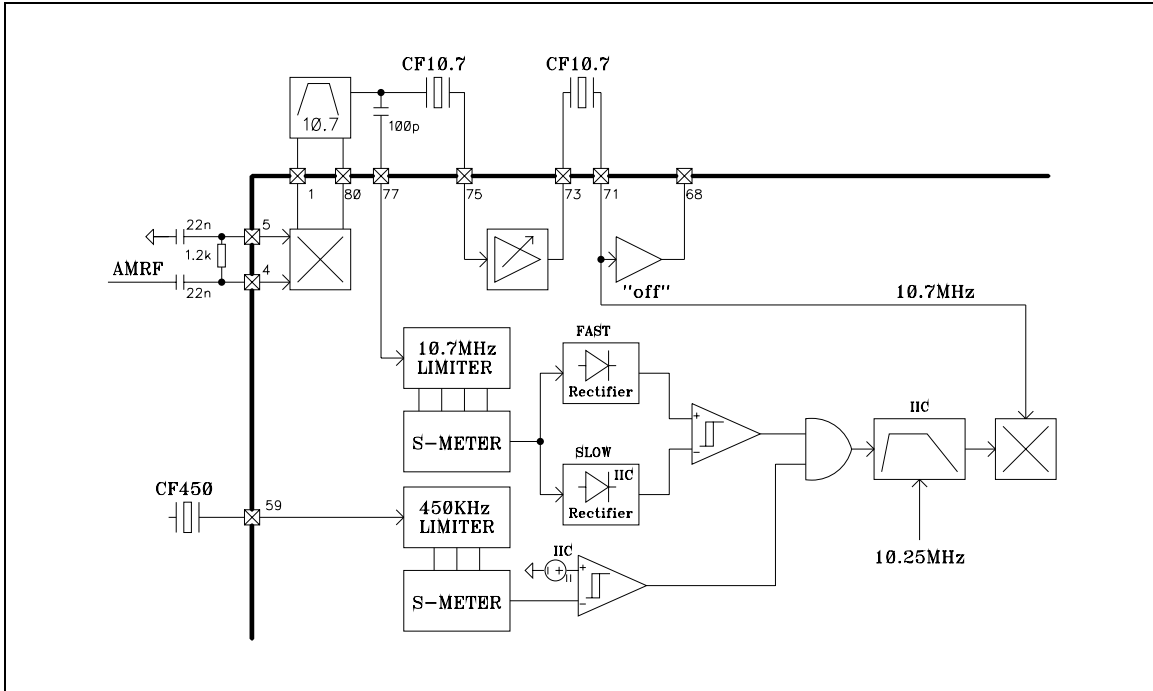 CF10.7
CF10.7
10.7
100p
1
80
77
75
73
71
68
22n
5
1.2k
AMRF
4
22n
"off"
10.7MHz
FAST
10.7MHz
LIMITER
Rectifier
+
-
IIC
S-METER
SLOW
IIC
Rectifier
CF450
59
450KHz
LIMITER
10.25MHz
IIC
+
+
-
S-METER